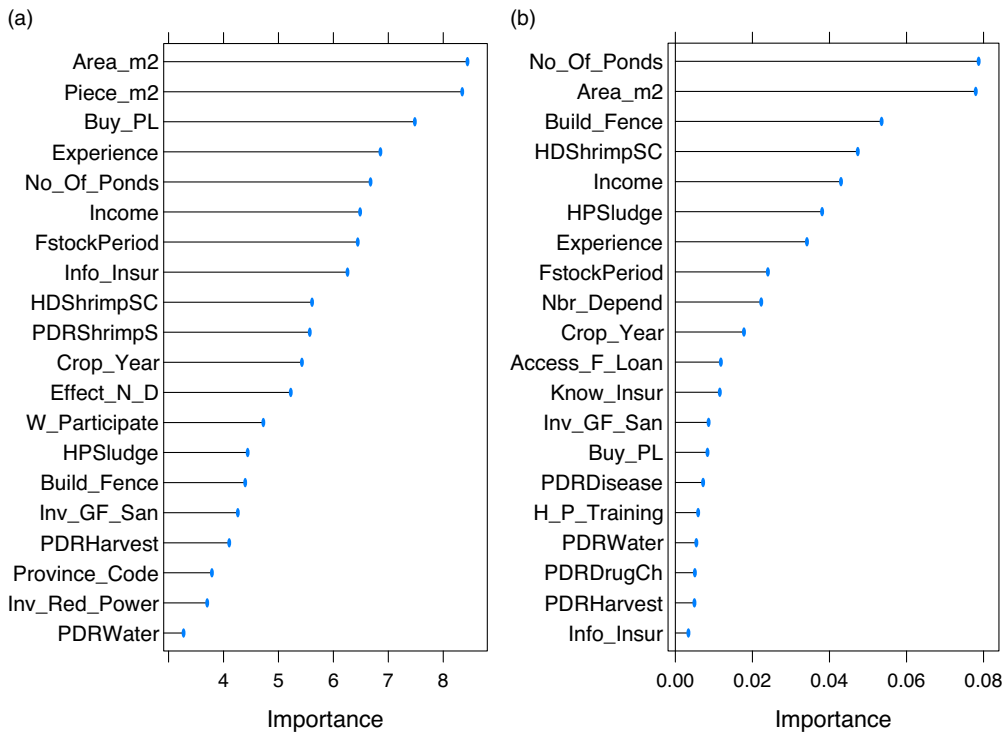 (a)
Area_m2
Piece_m2
Buy_PL
Experience
No_Of_Ponds
Income
FstockPeriod
Info_Insur
HDShrimpSC
PDRShrimpS
Crop_Year
Effect_N_D
W_Participate
HPSludge
Build_Fence
Inv_GF_San
PDRHarvest
Province_Code
Inv_Red_Power
PDRWater
4 5 6 7 8
Importance
(b)
No_Of_Ponds
Area_m2
Build_Fence
HDShrimpSC
Income
HPSludge
Experience
FstockPeriod
Nbr_Depend
Crop_Year
Access_F_Loan
Know_Insur
Inv_GF_San
Buy_PL
PDRDisease
H_P_Training
PDRWater
PDRDrugCh
PDRHarvest
Info_Insur
0.00 0.02 0.04 0.06 0.08
Importance